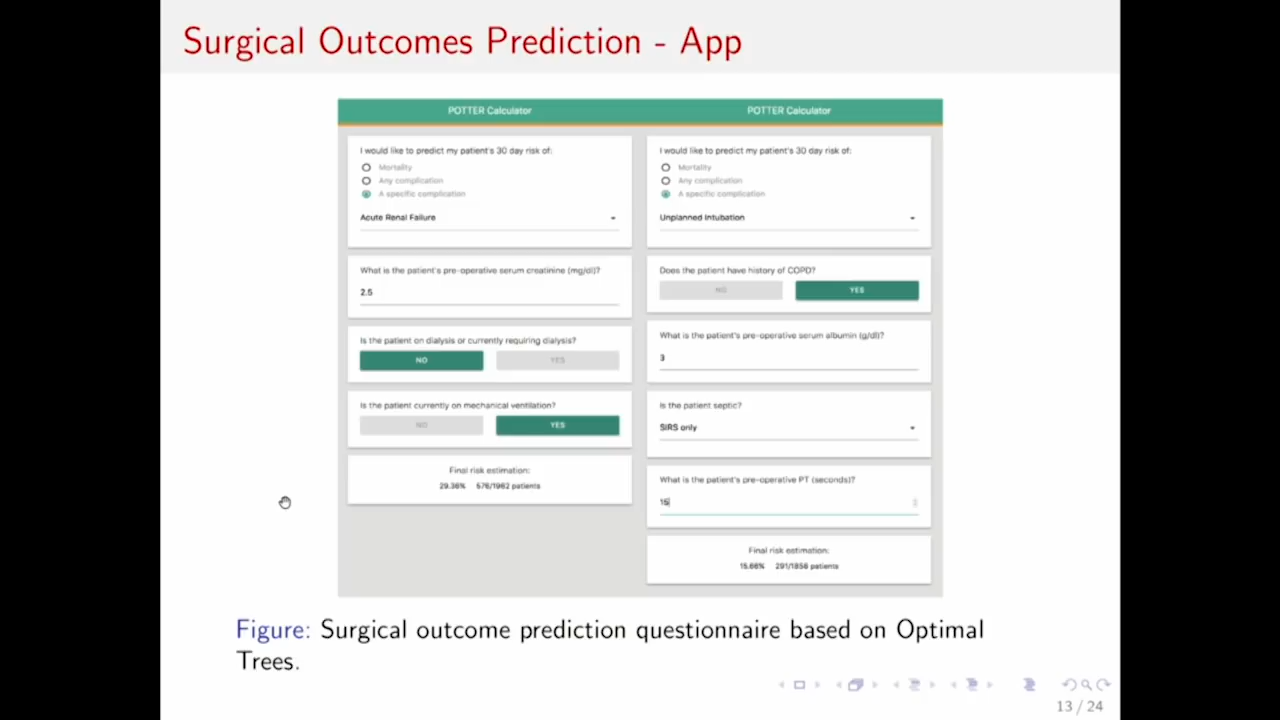 Surgical Outcomes Prediction - App
POTTER Calculator
I would like to predict my patient's 30 day risk of:
Mortality
Any complication
A specific complication
Acute Renal Failure
What is the patient's pre-operative serum creatinine (mg/dl)?
2.5
Is the patient on dialysis or currently requiring dialysis?
NO YES
Is the patient currently on mechanical ventilation?
NO YES
Final risk estimation:
29.36% 576/1962 patients
POTTER Calculator
I would like to predict my patient's 30 day risk of:
Mortality
Any complication
A specific complication
Unplanned Intubation
Does the patient have history of COPD?
NO YES
What is the patient's pre-operative serum albumin (g/dl)?
3
Is the patient septic?
SIRS only
What is the patient's pre-operative PT (seconds)?
15
Final risk estimation:
15.68% 291/1856 patients
Figure: Surgical outcome prediction questionnaire based on Optimal
Trees.
13 / 24